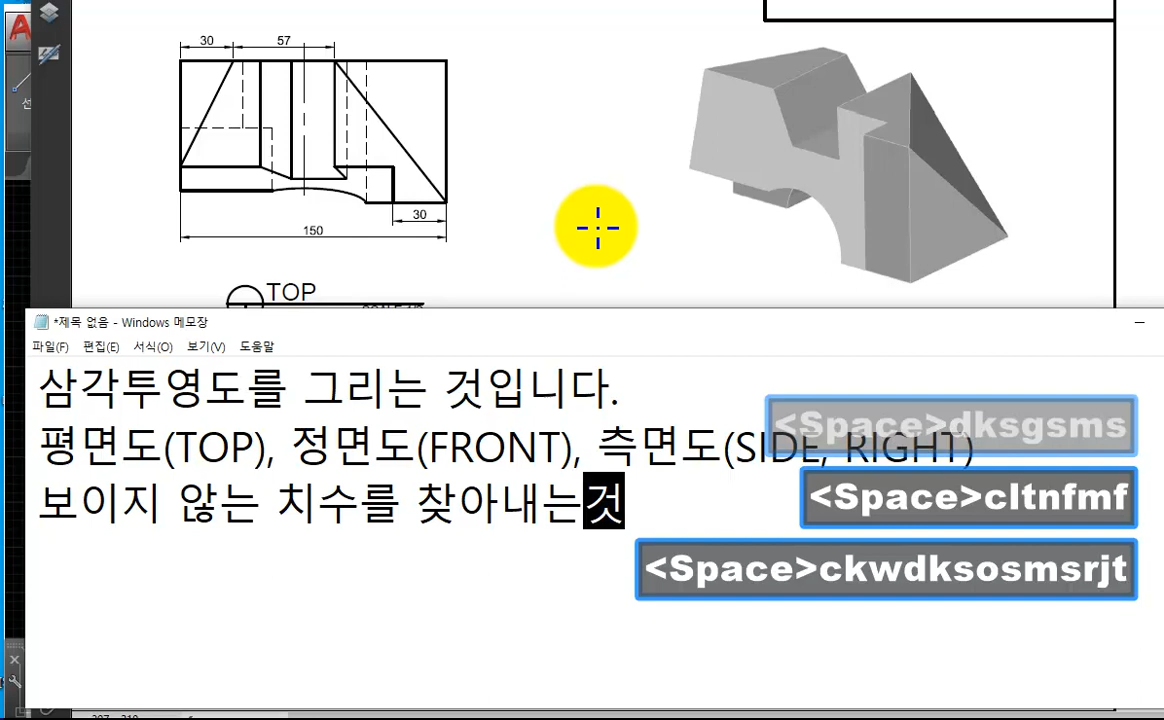 30
57
30
150
TOP
*제목 없음 - Windows 메모장
파일(F) 편집(E) 서식(O) 보기(V) 도움말
삼각투영도를 그리는 것입니다.
평면도(TOP), 정면도(FRONT), 측면도(SIDE, RIGHT)
보이지 않는 치수를 찾아내는것
<Space>dksgsms
<Space>cltnfmf
<Space>ckwdksosmsrjt